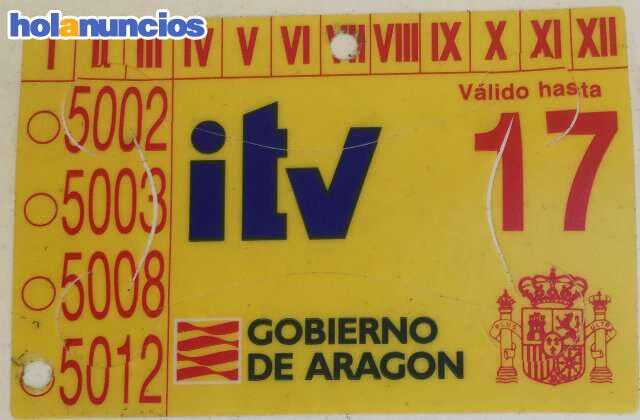 holanuncios
I II III IV V VI VII VIII IX X XI XII
Válido hasta
17
5002
5003
5008
5012
itv
GOBIERNO
DE ARAGON